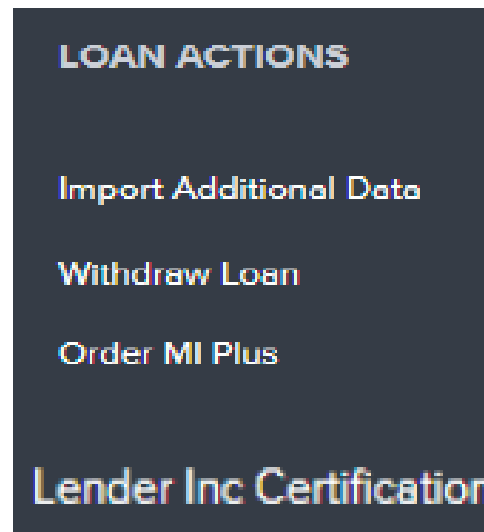 LOAN ACTIONS
Import Additional Data
Withdraw Loan
Order MI Plus
Lender Inc Certification